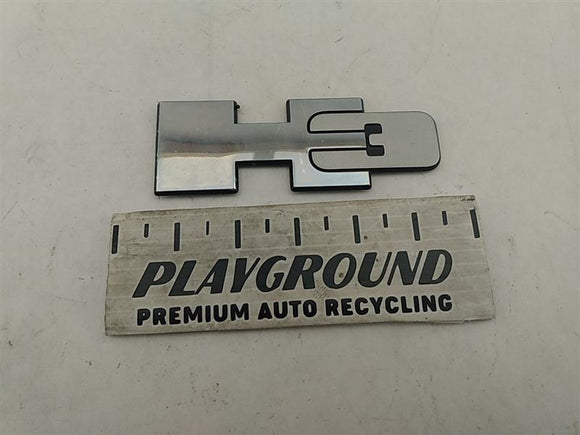 H3
PLAYGROUND
PREMIUM AUTO RECYCLING